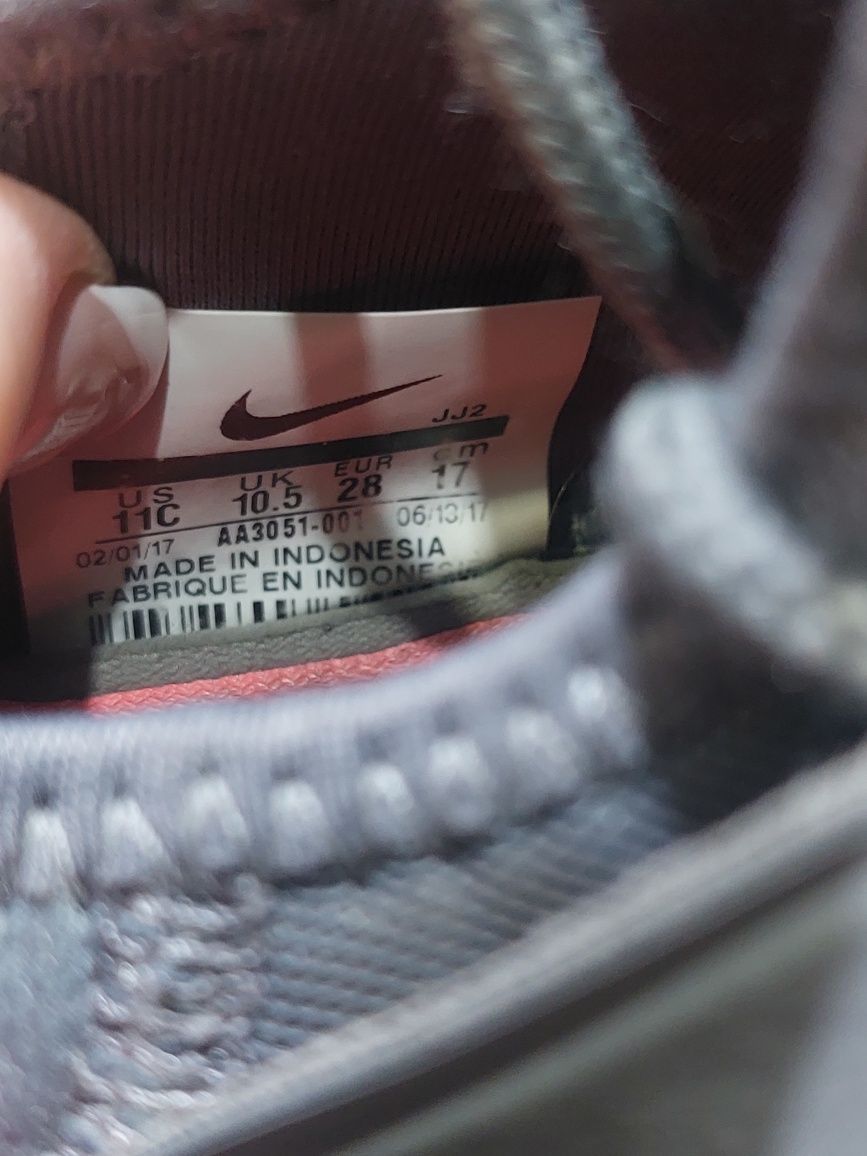 JJ2
US UK EUR cm
11C 10.5 28 17
02/01/17 AA3051-001 06/13/17
MADE IN INDONESIA
FABRIQUE EN